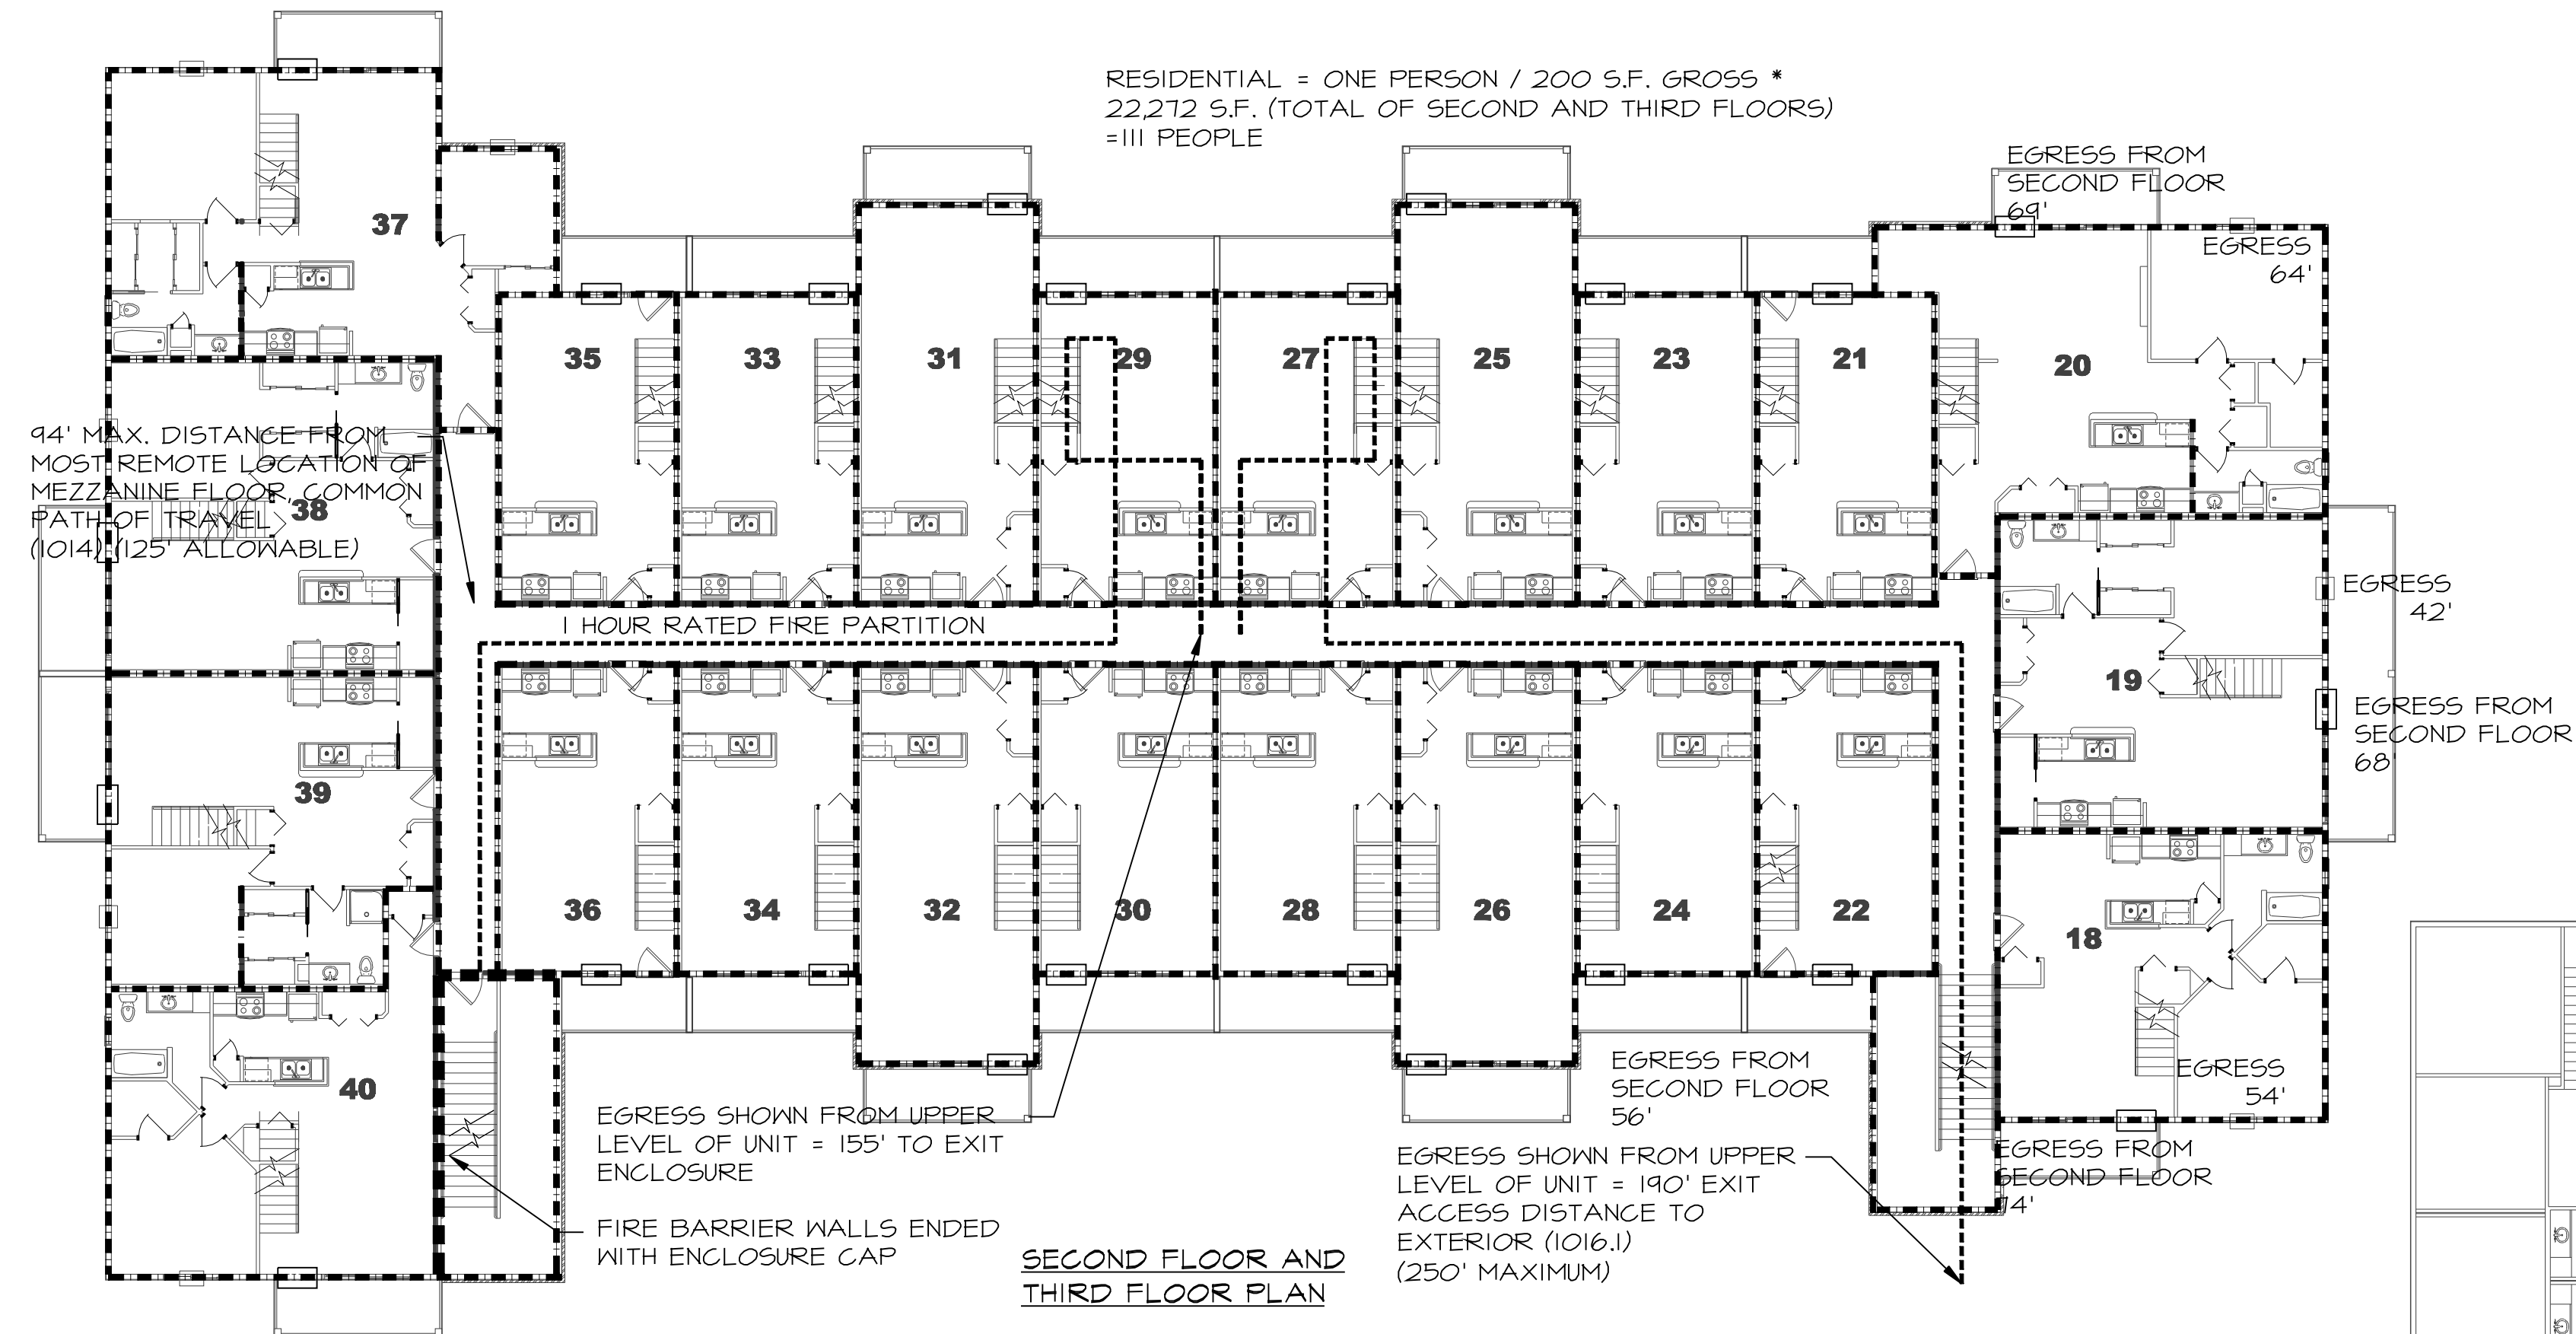 RESIDENTIAL = ONE PERSON / 200 S.F. GROSS *
22,272 S.F. (TOTAL OF SECOND AND THIRD FLOORS)
=111 PEOPLE
EGRESS FROM
SECOND FLOOR
69'
EGRESS
64'
37
35
33
31
29
27
25
23
21
20
94' MAX. DISTANCE FROM
MOST REMOTE LOCATION OF
MEZZANINE FLOOR, COMMON
PATH OF TRAVEL
(1014) (125' ALLOWABLE)
38
1 HOUR RATED FIRE PARTITION
EGRESS
42'
19
EGRESS FROM
SECOND FLOOR
68'
39
36
34
32
30
28
26
24
22
18
40
EGRESS
54'
EGRESS SHOWN FROM UPPER
LEVEL OF UNIT = 155' TO EXIT
ENCLOSURE
FIRE BARRIER WALLS ENDED
WITH ENCLOSURE CAP
EGRESS FROM
SECOND FLOOR
56'
EGRESS SHOWN FROM UPPER
LEVEL OF UNIT = 190' EXIT
ACCESS DISTANCE TO
EXTERIOR (1016.1)
(250' MAXIMUM)
EGRESS FROM
SECOND FLOOR
74'
SECOND FLOOR AND
THIRD FLOOR PLAN